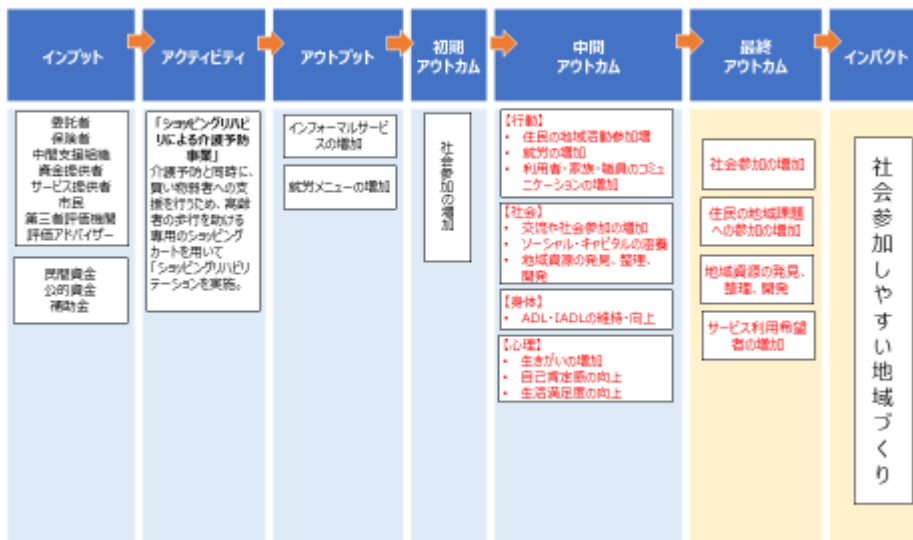 インプット
アクティビティ
アウトプット
初期
アウトカム
中間
アウトカム
最終
アウトカム
インパクト
委託者
保険者
中間支援組織
資金提供者
サービス提供者
市民
第三者評価機関
評価アドバイザー
民間資金
公的資金
補助金
「ショッピングリハビ
リによる介護予防
事業」
介護予防と同時に、
買い物弱者への支
援を行うため、高齢
者の歩行を助ける
専用のショッピング
カートを用いて
「ショッピングリハビリ
テーションを実施。
インフォーマルサービ
スの増加
就労メニューの増加
社会参加の増加
【行動】
• 住民の地域活動参加増
• 就労の増加
• 利用者・家族・職員のコミュ
ニケーションの増加
【社会】
• 交流や社会参加の増加
• ソーシャル・キャピタルの涵養
• 地域資源の発見、整理、
開発
【身体】
• ADL・IADLの維持・向上
【心理】
• 生きがいの増加
• 自己肯定感の向上
• 生活満足度の向上
社会参加の増加
住民の地域課題
への参加の増加
地域資源の発見、
整理、開発
サービス利用希望
者の増加
社会参加しやすい地域づくり